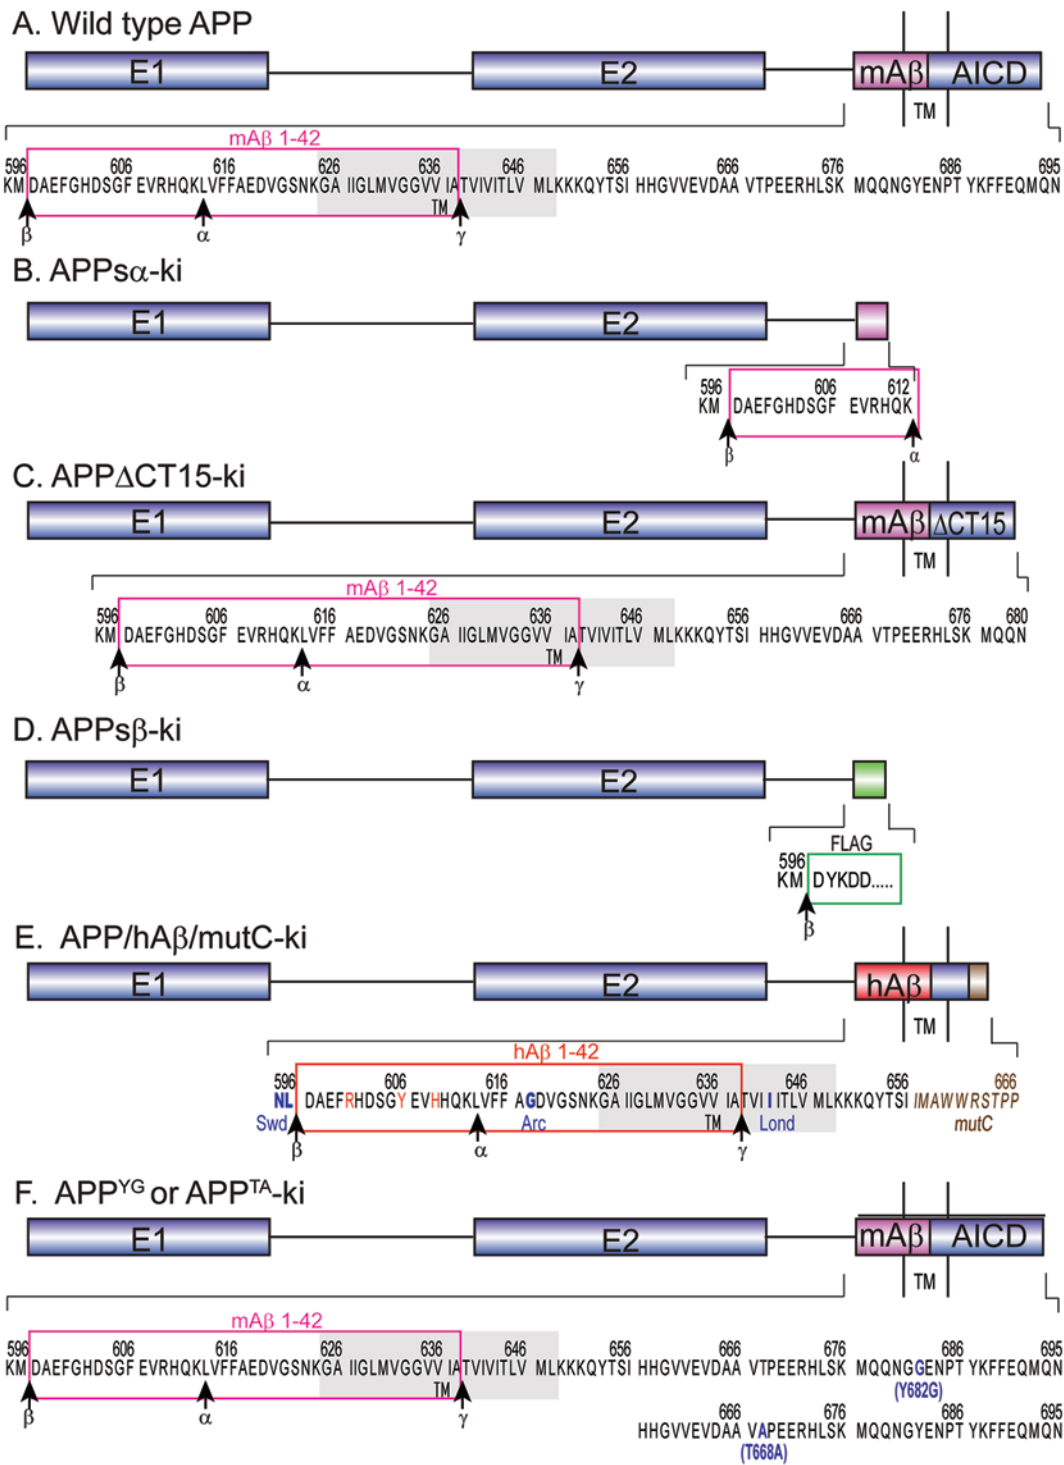 A. Wild type APP
E1 E2 mAβ AICD
TM
mAβ 1-42
596 606 616 626 636 646 656 666 676 686 695
KM DAEFGHDSGF EVRHQKLVFFAEDVGSNKGA IIGLMVGGVV IATVIVITLV MLKKKQYTSI HHGVVEVDAA VTPEERHLSK MQQNGYENPT YKFFEQMQN
TM
β α γ
B. APPsα-ki
E1 E2
596 606 612
KM DAEFGHDSGF EVRHQK
β α
C. APPΔCT15-ki
E1 E2 mAβ ΔCT15
TM
mAβ 1-42
596 606 616 626 636 646 656 666 676 680
KM DAEFGHDSGF EVRHQKLVFF AEDVGSNKGA IIGLMVGGVV IATVIVITLV MLKKKQYTSI HHGVVEVDAA VTPEERHLSK MQQN
TM
β α γ
D. APPsβ-ki
E1 E2
FLAG
596
KM DYKDD.....
β
E. APP/hAβ/mutC-ki
E1 E2 hAβ
TM
hAβ 1-42
596 606 616 626 636 646 656 666
NL DAEFRHDSGY EVHHQKLVFF AGDVGSNKGA IIGLMVGGVV IATVIIITLV MLKKKQYTSI IMAWWRSTPP
Swd Arc TM Lond mutC
β α γ
F. APPYG or APPTA-ki
E1 E2 mAβ AICD
TM
mAβ 1-42
596 606 616 626 636 646 656 666 676 686 695
KM DAEFGHDSGF EVRHQKLVFFAEDVGSNKGA IIGLMVGGVV IATVIVITLV MLKKKQYTSI HHGVVEVDAA VTPEERHLSK MQQNGGENPT YKFFEQMQN
TM (Y682G)
β α γ
666 676 686 695
HHGVVEVDAA VAPEERHLSK MQQNGYENPT YKFFEQMQN
(T668A)